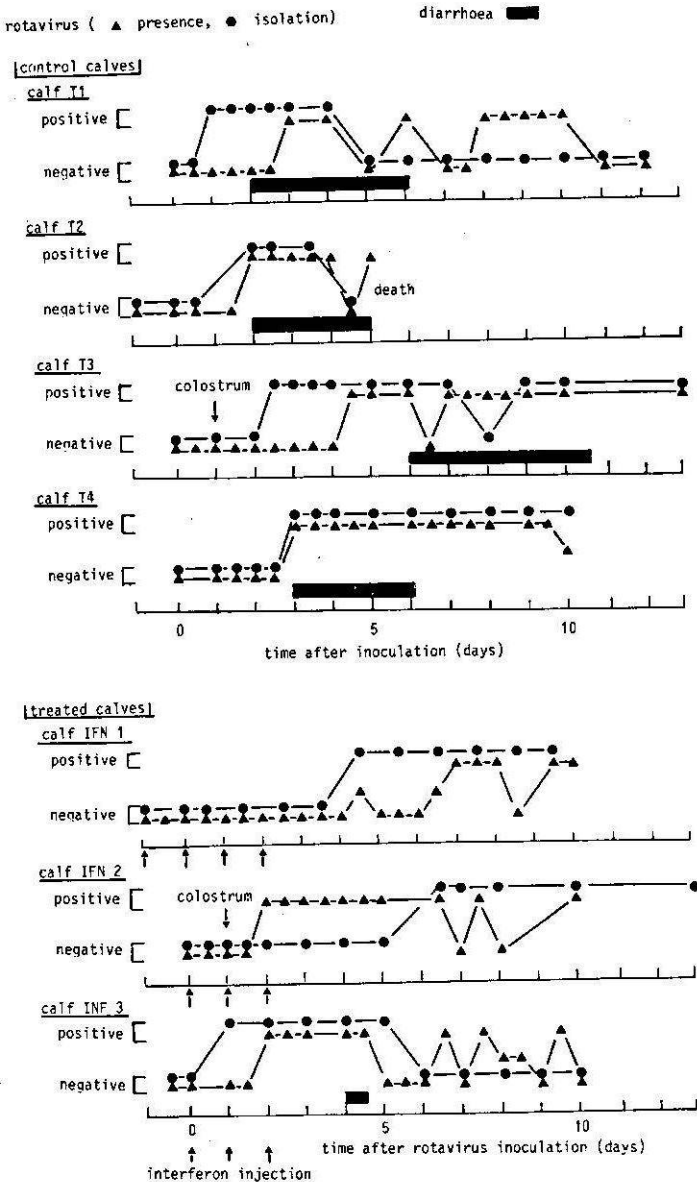 rotavirus ( ▲ presence, ● isolation) diarrhoea
control calves
calf T1
positive
negative
calf T2
positive
negative
death
calf T3
positive
colostrum
negative
calf T4
positive
negative
0 5 10
time after inoculation (days)
treated calves
calf IFN 1
positive
negative
calf IFN 2
positive
colostrum
negative
calf INF 3
positive
negative
0 5 10
time after rotavirus inoculation (days)
interferon injection